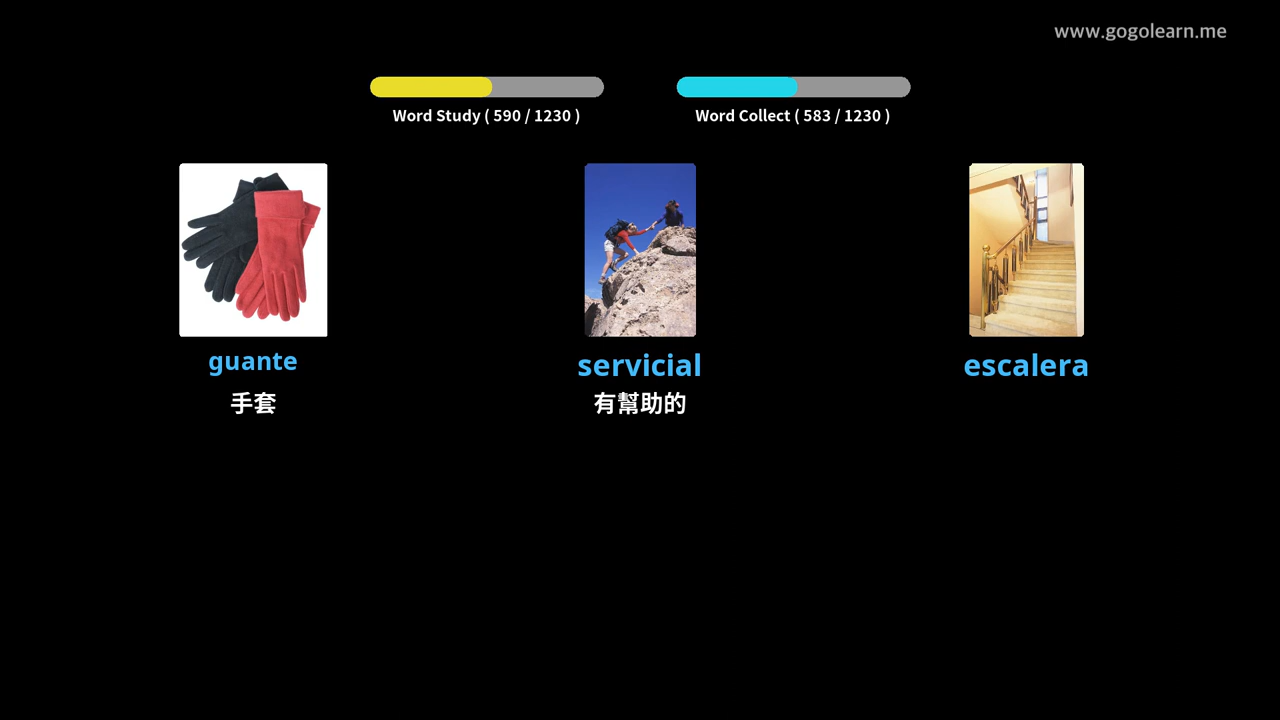 www.gogolearn.me
Word Study ( 590 / 1230 )
Word Collect ( 583 / 1230 )
guante
手套
servicial
有幫助的
escalera